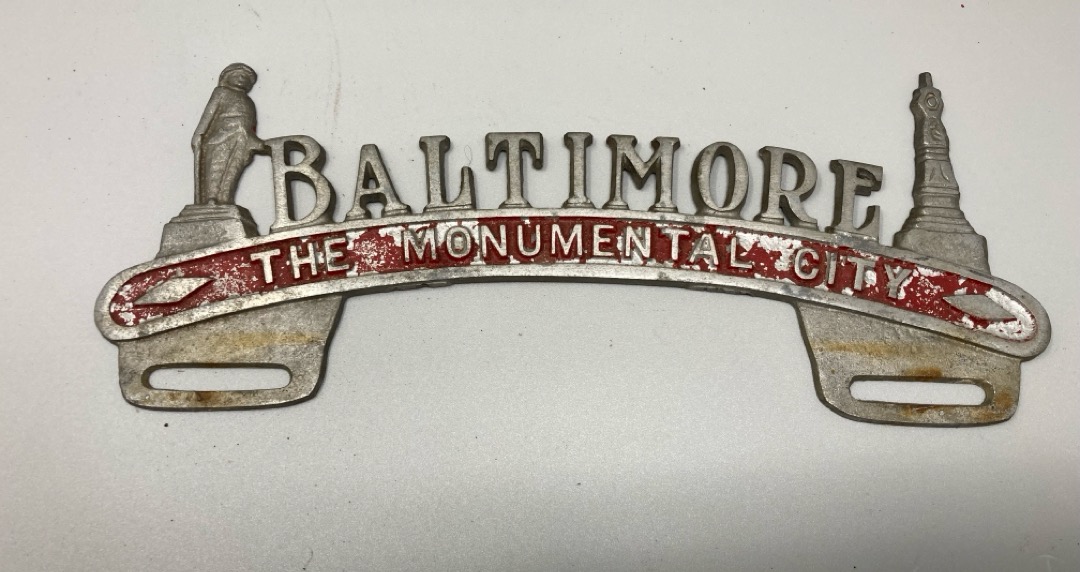 BALTIMORE
THE MONUMENTAL CITY